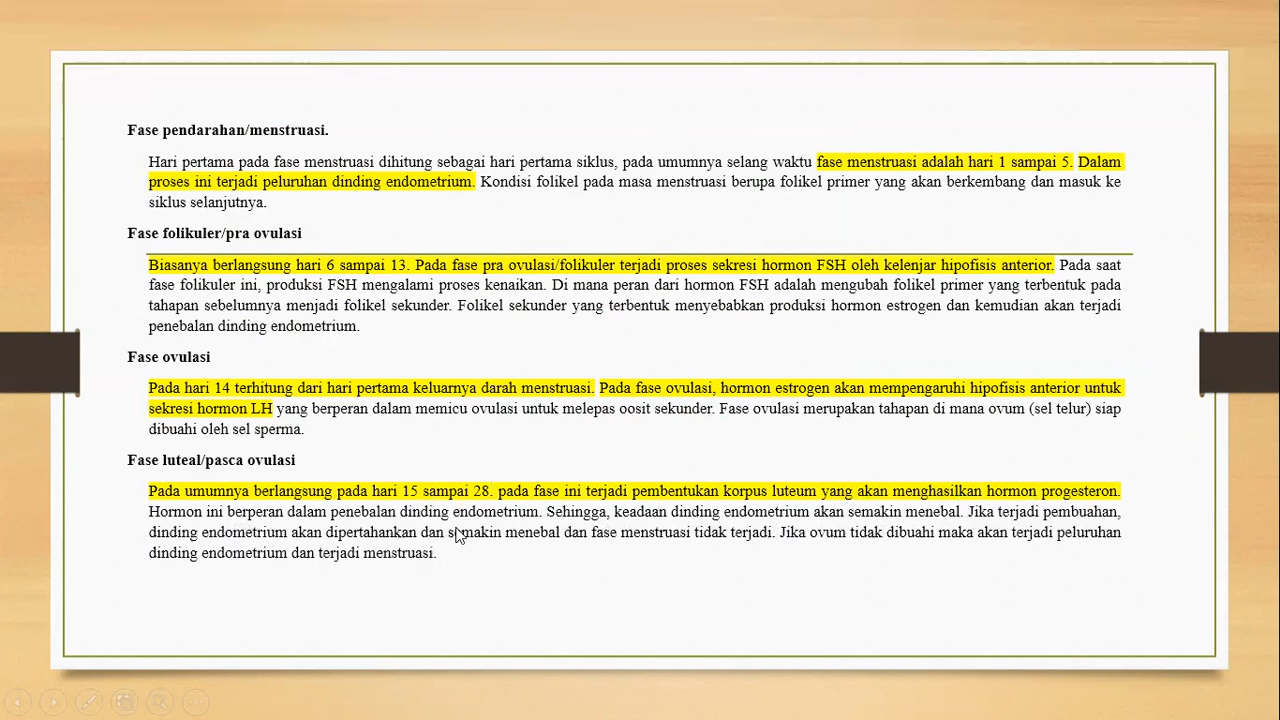 Fase pendarahan/menstruasi.
Hari pertama pada fase menstruasi dihitung sebagai hari pertama siklus, pada umumnya selang waktu fase menstruasi adalah hari 1 sampai 5. Dalam
proses ini terjadi peluruhan dinding endometrium. Kondisi folikel pada masa menstruasi berupa folikel primer yang akan berkembang dan masuk ke
siklus selanjutnya.
Fase folikuler/pra ovulasi
Biasanya berlangsung hari 6 sampai 13. Pada fase pra ovulasi/folikuler terjadi proses sekresi hormon FSH oleh kelenjar hipofisis anterior. Pada saat
fase folikuler ini, produksi FSH mengalami proses kenaikan. Di mana peran dari hormon FSH adalah mengubah folikel primer yang terbentuk pada
tahapan sebelumnya menjadi folikel sekunder. Folikel sekunder yang terbentuk menyebabkan produksi hormon estrogen dan kemudian akan terjadi
penebalan dinding endometrium.
Fase ovulasi
Pada hari 14 terhitung dari hari pertama keluarnya darah menstruasi. Pada fase ovulasi, hormon estrogen akan mempengaruhi hipofisis anterior untuk
sekresi hormon LH yang berperan dalam memicu ovulasi untuk melepas oosit sekunder. Fase ovulasi merupakan tahapan di mana ovum (sel telur) siap
dibuahi oleh sel sperma.
Fase luteal/pasca ovulasi
Pada umumnya berlangsung pada hari 15 sampai 28. pada fase ini terjadi pembentukan korpus luteum yang akan menghasilkan hormon progesteron.
Hormon ini berperan dalam penebalan dinding endometrium. Sehingga, keadaan dinding endometrium akan semakin menebal. Jika terjadi pembuahan,
dinding endometrium akan dipertahankan dan semakin menebal dan fase menstruasi tidak terjadi. Jika ovum tidak dibuahi maka akan terjadi peluruhan
dinding endometrium dan terjadi menstruasi.